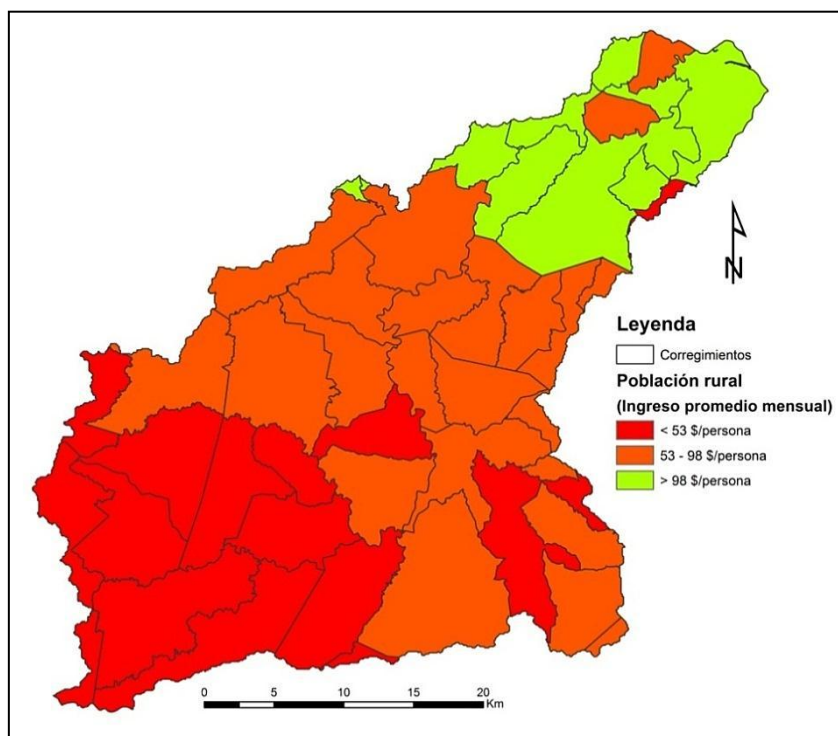 N
Leyenda
Corregimientos
Población rural
(Ingreso promedio mensual)
< 53 $/persona
53 - 98 $/persona
> 98 $/persona
0 5 10 15 20
Km